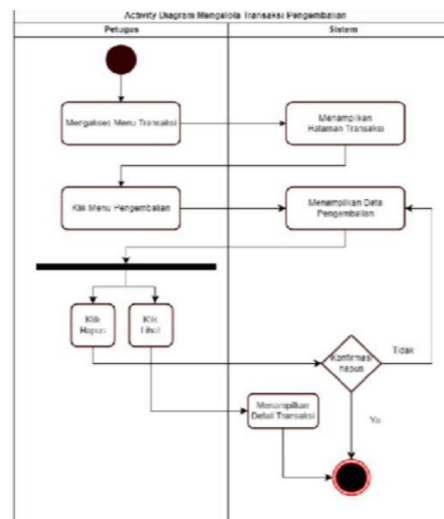 Activity Diagram Mengelola Transaksi Pengembalian
Petugas
Sistem
Mengakses Menu Transaksi
Menampilkan
Halaman Transaksi
Klik Menu Pengembalian
Menampilkan Data
Pengembalian
Klik
Hapus
Klik
Lihat
Konfirmasi
hapus
Tidak
Menampilkan
Detail Transaksi
Ya